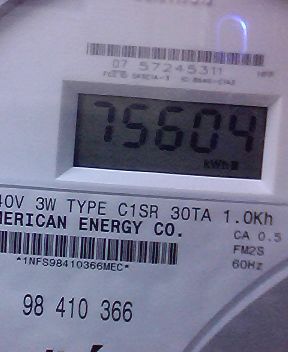 07 57245311
75604
kWh
40V 3W TYPE C1SR 30TA 1.0Kh
MERICAN ENERGY CO.
CA 0.5
FM2S
60Hz
*1NFS98410366MEC*
98 410 366